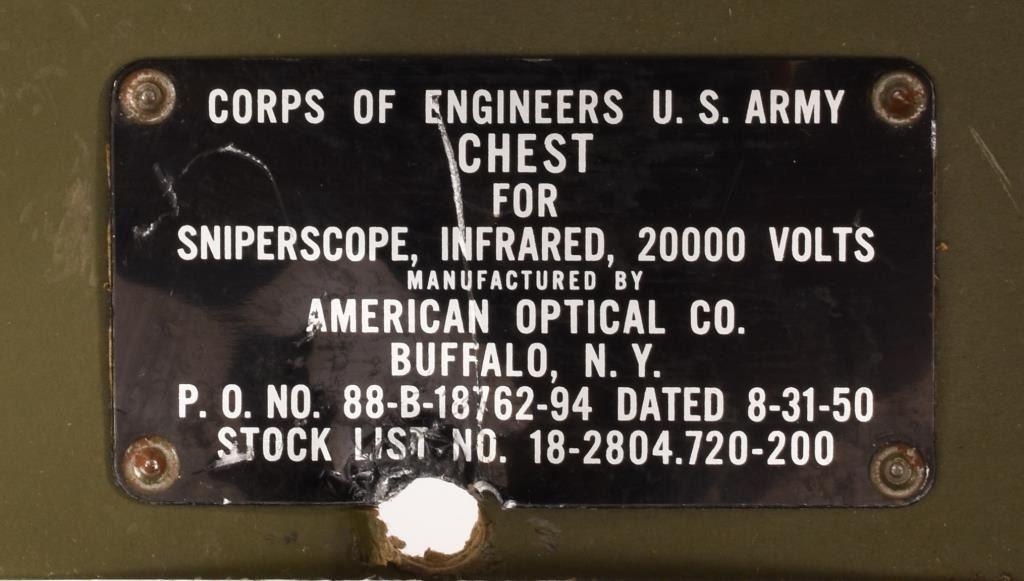 CORPS OF ENGINEERS U. S. ARMY
CHEST
FOR
SNIPERSCOPE, INFRARED, 20000 VOLTS
MANUFACTURED BY
AMERICAN OPTICAL CO.
BUFFALO, N. Y.
P. O. NO. 88-B-18762-94 DATED 8-31-50
STOCK LIST NO. 18-2804.720-200